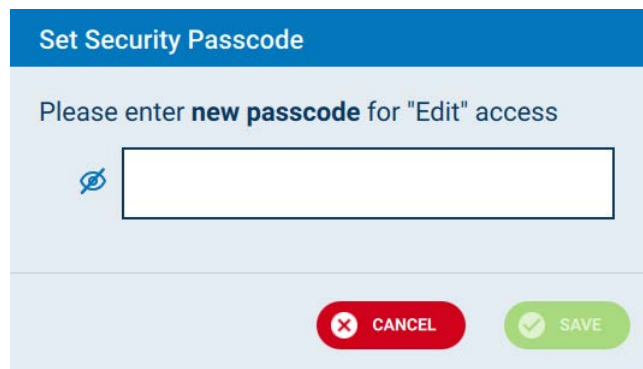 Set Security Passcode
Please enter new passcode for "Edit" access
CANCEL
SAVE